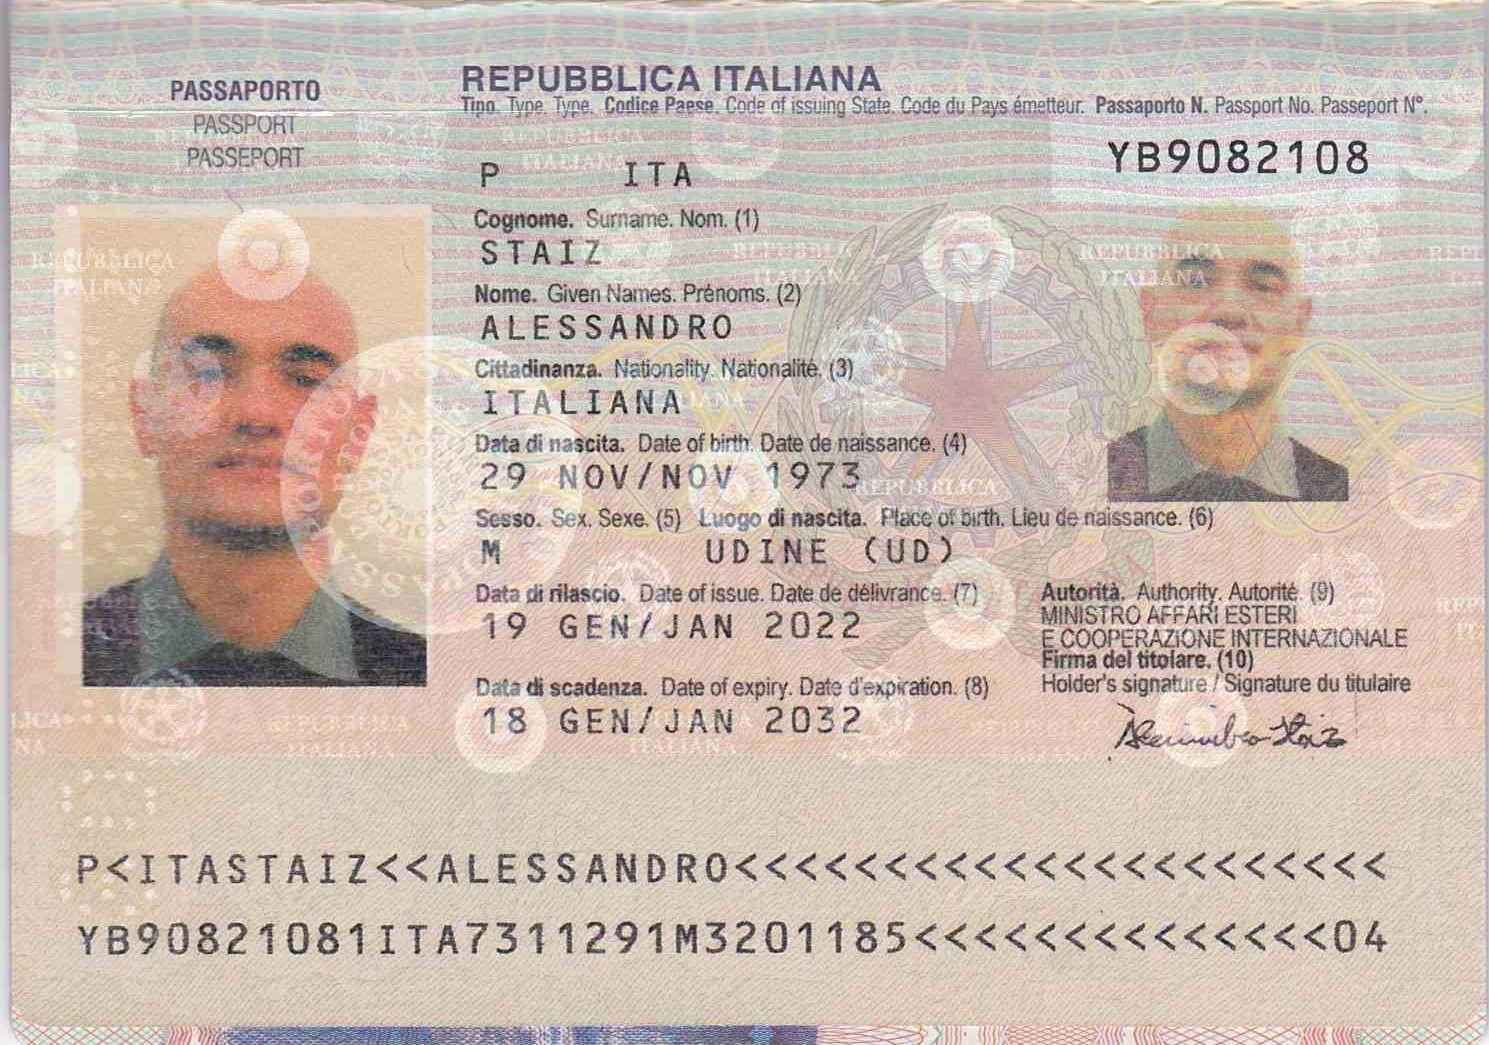 PASSAPORTO
PASSPORT
PASSEPORT
REPUBBLICA ITALIANA
Tipo. Type. Type. Codice Paese. Code of issuing State. Code du Pays émetteur. Passaporto N. Passport No. Passeport N°.
P ITA YB9082108
Cognome. Surname. Nom. (1)
STAIZ
Nome. Given Names. Prénoms. (2)
ALESSANDRO
Cittadinanza. Nationality. Nationalité. (3)
ITALIANA
Data di nascita. Date of birth. Date de naissance. (4)
29 NOV/NOV 1973
Sesso. Sex. Sexe. (5) Luogo di nascita. Place of birth. Lieu de naissance. (6)
M UDINE (UD)
Data di rilascio. Date of issue. Date de délivrance. (7)
19 GEN/JAN 2022
Data di scadenza. Date of expiry. Date d'expiration. (8)
18 GEN/JAN 2032
Autorità. Authority. Autorité. (9)
MINISTRO AFFARI ESTERI
E COOPERAZIONE INTERNAZIONALE
Firma del titolare. (10)
Holder's signature / Signature du titulaire
P<ITASTAIZ<<ALESSANDRO<<<<<<<<<<<<<<<<<<<<<<
YB90821081ITA7311291M3201185<<<<<<<<<<<<<<04